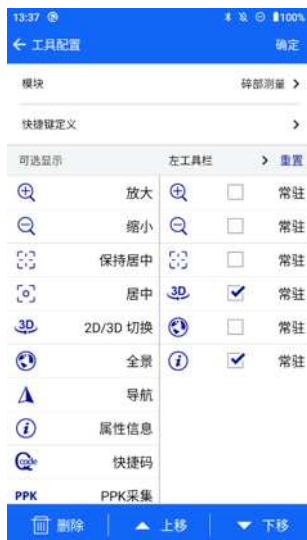 13:37 100%
工具配置 确定
模块 碎部测量
快捷键定义
可选显示 左工具栏 重置
放大 常驻
缩小 常驻
保持居中 常驻
居中 3D 常驻
3D 2D/3D 切换 常驻
全景 i 常驻
导航
i 属性信息
Qcode 快捷码
PPK PPK采集
删除 上移 下移